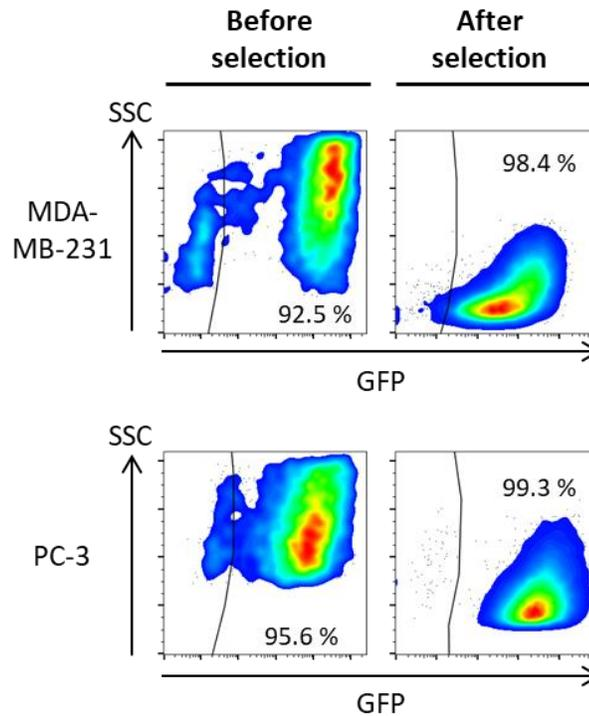 Before
selection
After
selection
SSC
98.4 %
MDA-
MB-231
92.5 %
GFP
SSC
99.3 %
PC-3
95.6 %
GFP